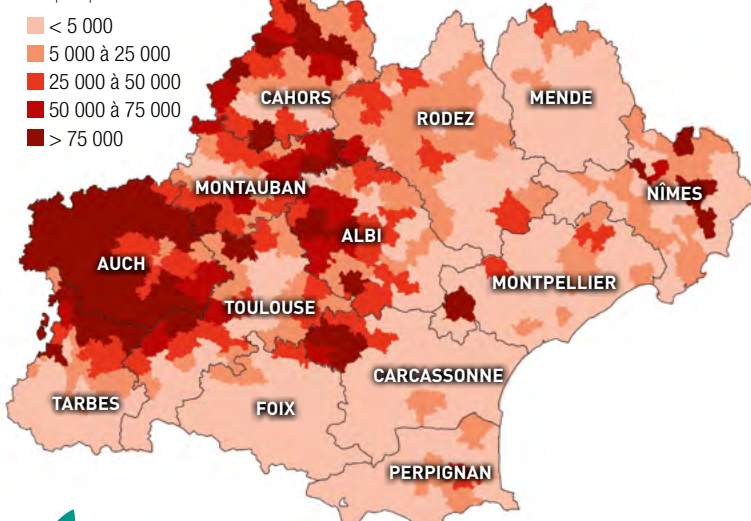 < 5 000
5 000 à 25 000
25 000 à 50 000
50 000 à 75 000
> 75 000
CAHORS
RODEZ
MENDE
MONTAUBAN
NÎMES
ALBI
AUCH
MONTPELLIER
TOULOUSE
CARCASSONNE
TARBES
FOIX
PERPIGNAN